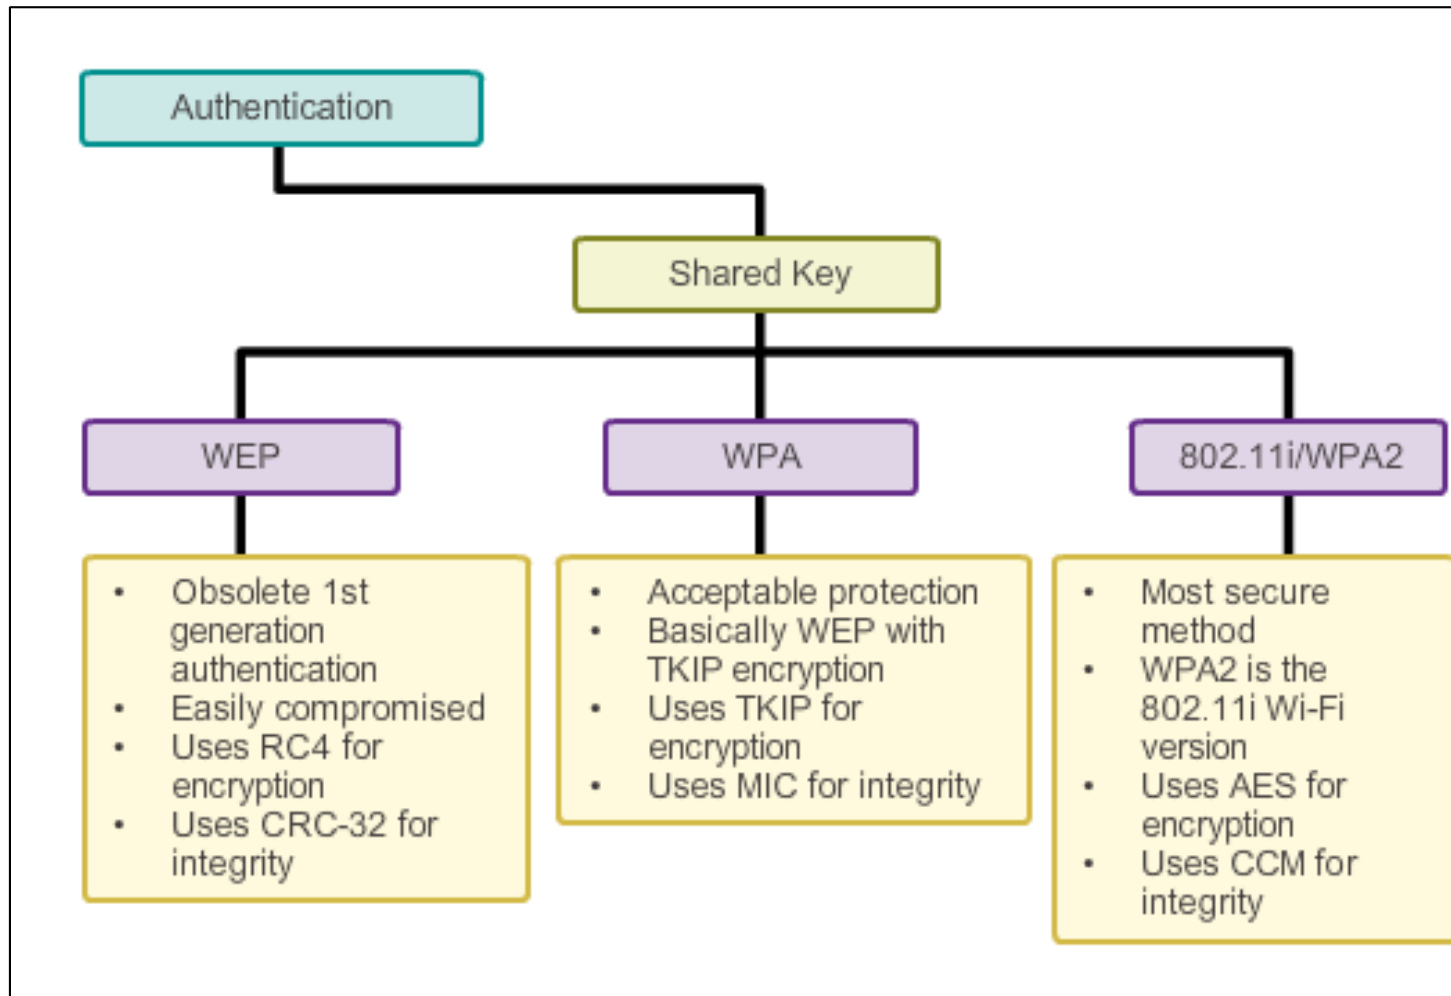 Authentication
Shared Key
WEP
WPA
802.11i/WPA2
• Obsolete 1st
generation
authentication
• Easily compromised
• Uses RC4 for
encryption
• Uses CRC-32 for
integrity
• Acceptable protection
• Basically WEP with
TKIP encryption
• Uses TKIP for
encryption
• Uses MIC for integrity
• Most secure
method
• WPA2 is the
802.11i Wi-Fi
version
• Uses AES for
encryption
• Uses CCM for
integrity